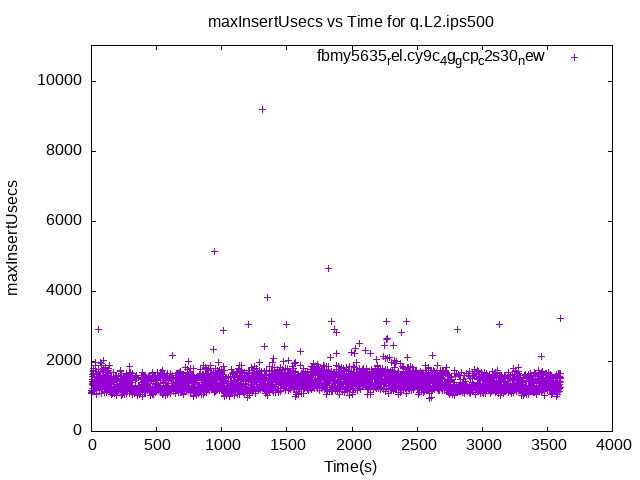 maxInsertUsecs vs Time for q.L2.ips500
fbmy5635rel.cy9c4ggcpc2s30new
10000
8000
6000
4000
2000
0
maxInsertUsecs
0 500 1000 1500 2000 2500 3000 3500 4000
Time(s)